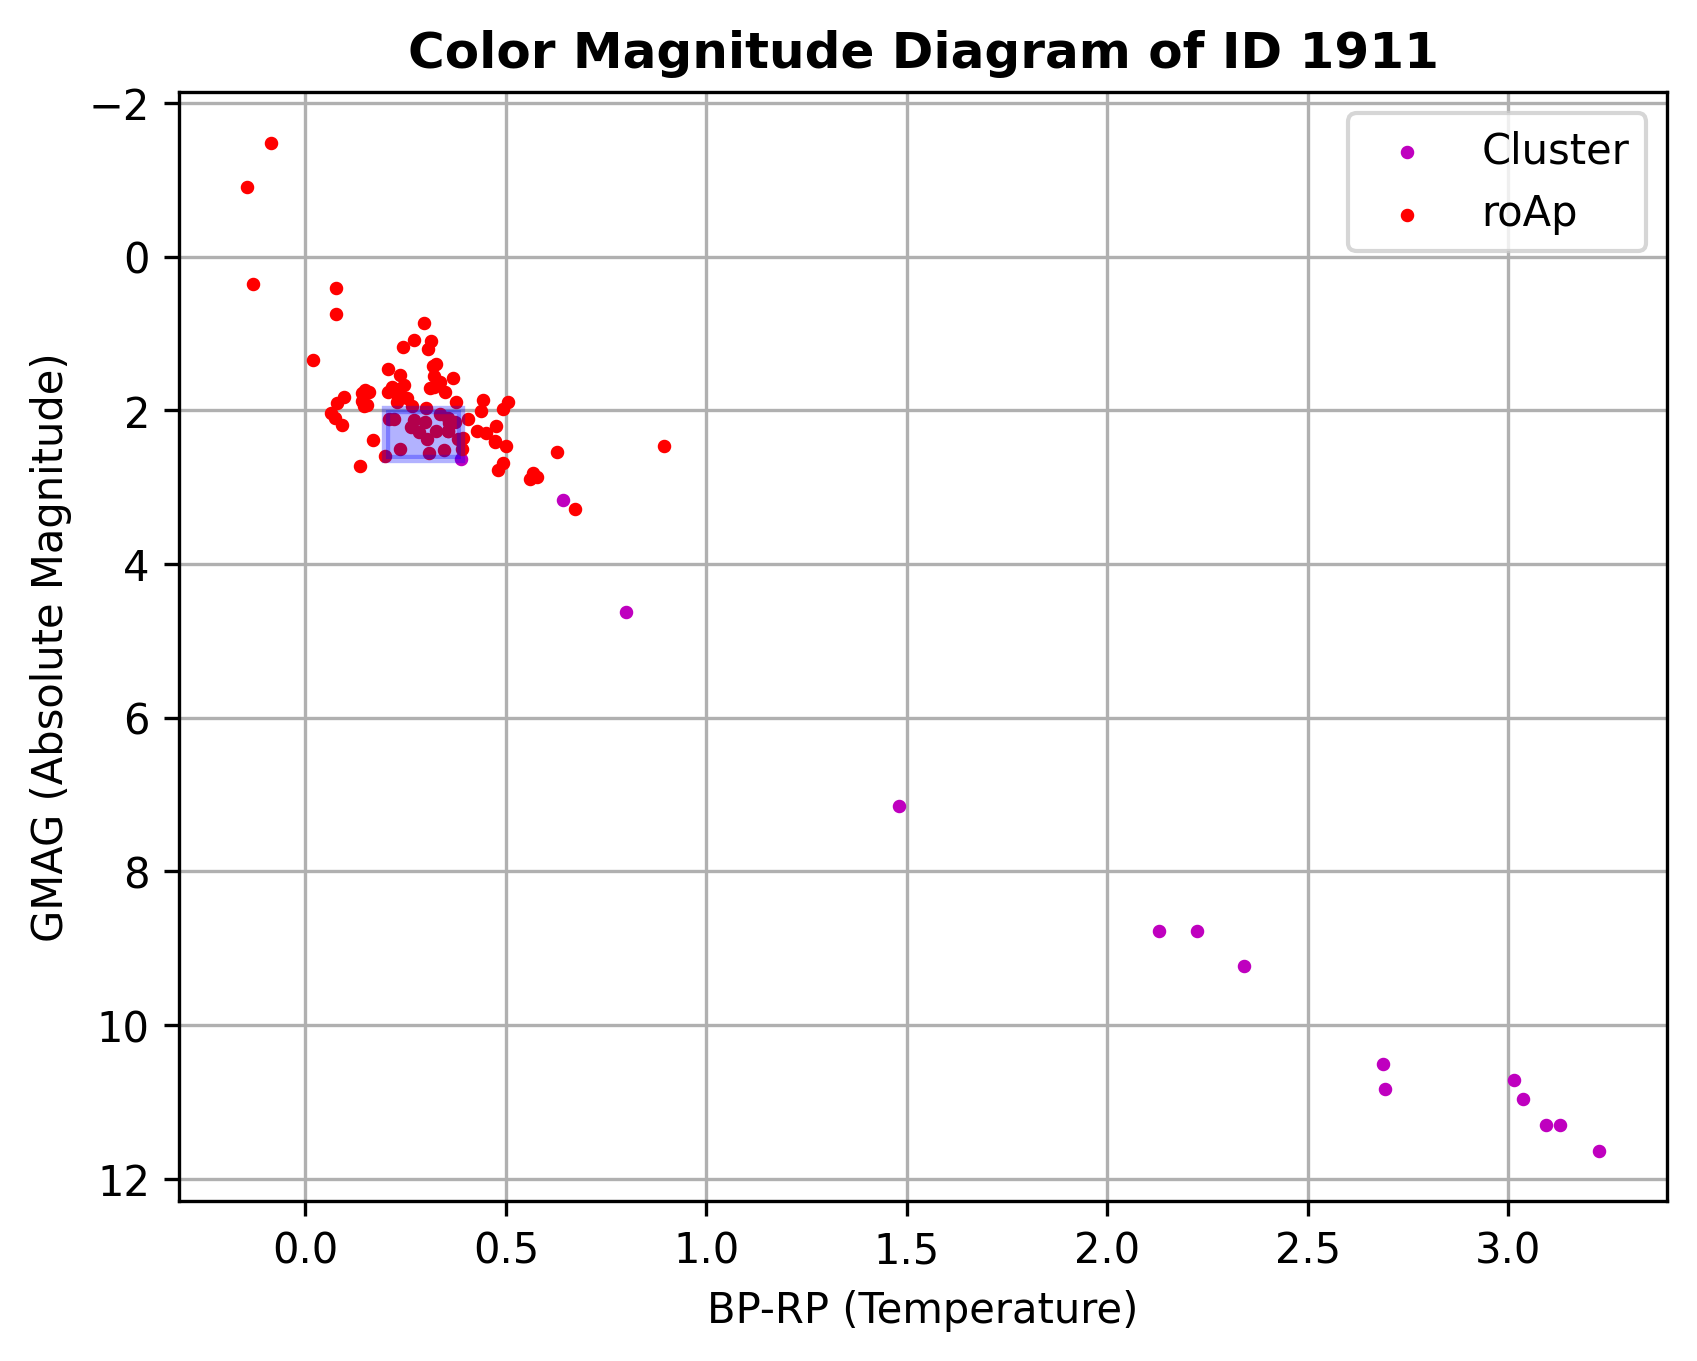 Color Magnitude Diagram of ID 1911
Cluster
roAp
GMAG (Absolute Magnitude)
−2
0
2
4
6
8
10
12
0.0 0.5 1.0 1.5 2.0 2.5 3.0
BP-RP (Temperature)